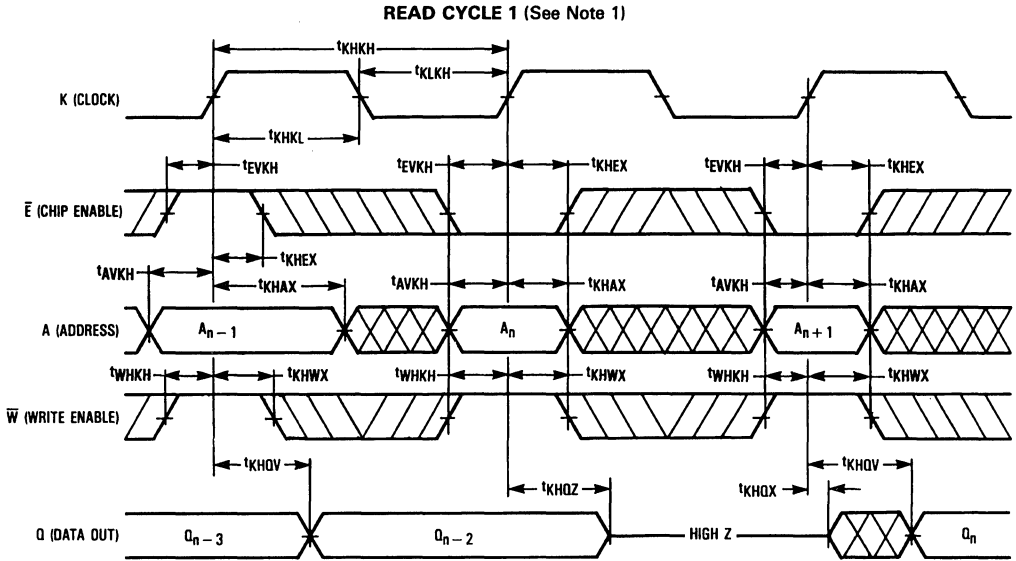 READ CYCLE 1 (See Note 1)
tKHKH
tKLKH
K (CLOCK)
tKHKL
tEVKH tEVKH tKHEX tEVKH tKHEX
E̅ (CHIP ENABLE)
tKHEX
tAVKH tKHAX tAVKH tKHAX tAVKH tKHAX
A (ADDRESS) An – 1 An An + 1
tWHKH tKHWX tWHKH tKHWX tWHKH tKHWX
W̅ (WRITE ENABLE)
tKHQV tKHQZ tKHQX tKHQV
Q (DATA OUT) Qn – 3 Qn – 2 HIGH Z Qn